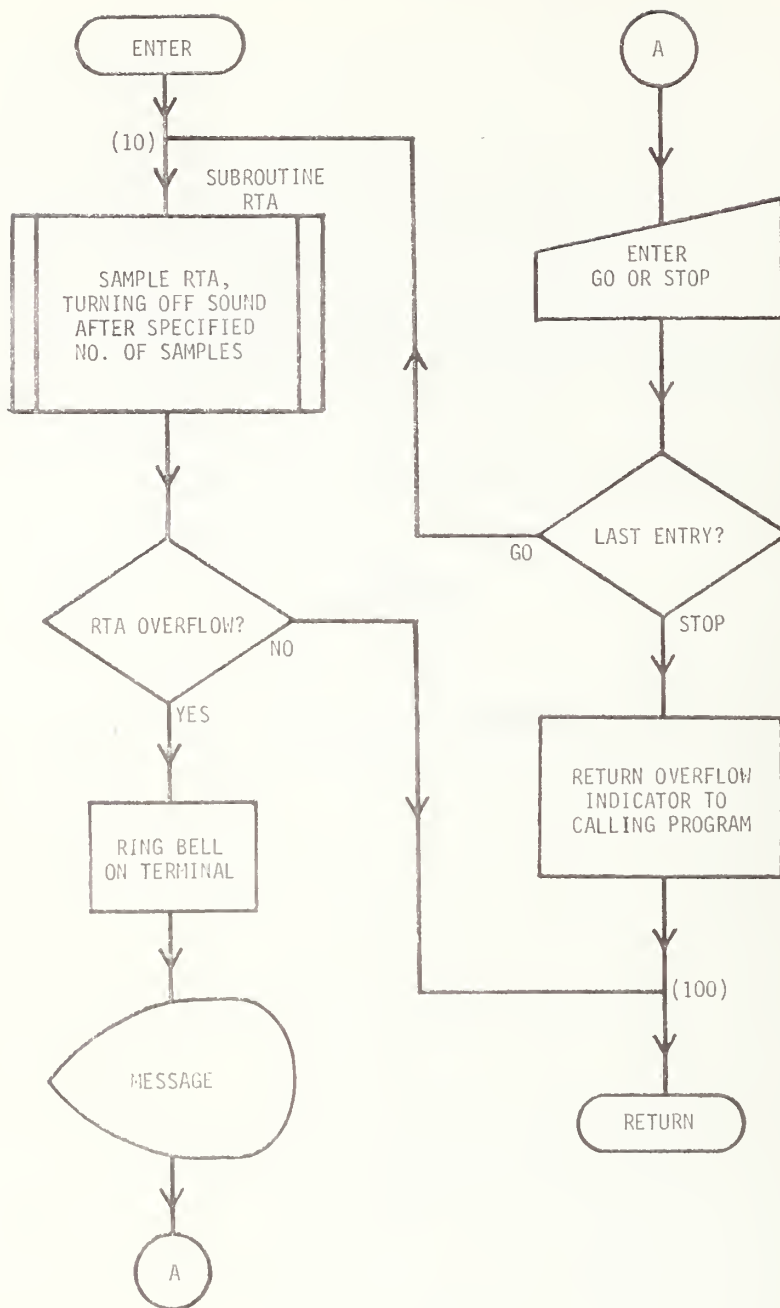 ENTER
(10)
SUBROUTINE
RTA
SAMPLE RTA,
TURNING OFF SOUND
AFTER SPECIFIED
NO. OF SAMPLES
RTA OVERFLOW?
NO
YES
RING BELL
ON TERMINAL
MESSAGE
A
A
ENTER
GO OR STOP
LAST ENTRY?
GO
STOP
RETURN OVERFLOW
INDICATOR TO
CALLING PROGRAM
(100)
RETURN